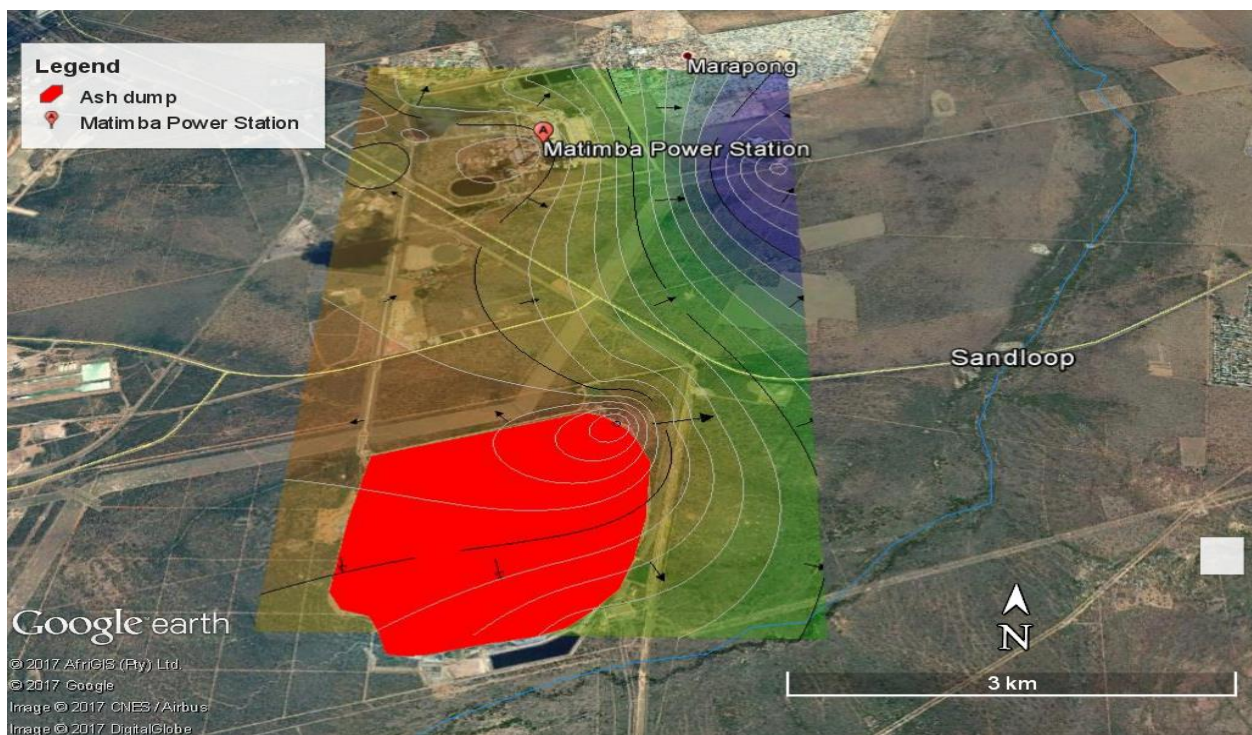 Legend
Ash dump
A
Matimba Power Station
Marapong
A
Matimba Power Station
Sandloop
N
3 km
Google earth
© 2017 AfriGIS (Pty) Ltd.
© 2017 Google
Image © 2017 CNES / Airbus
Image © 2017 DigitalGlobe